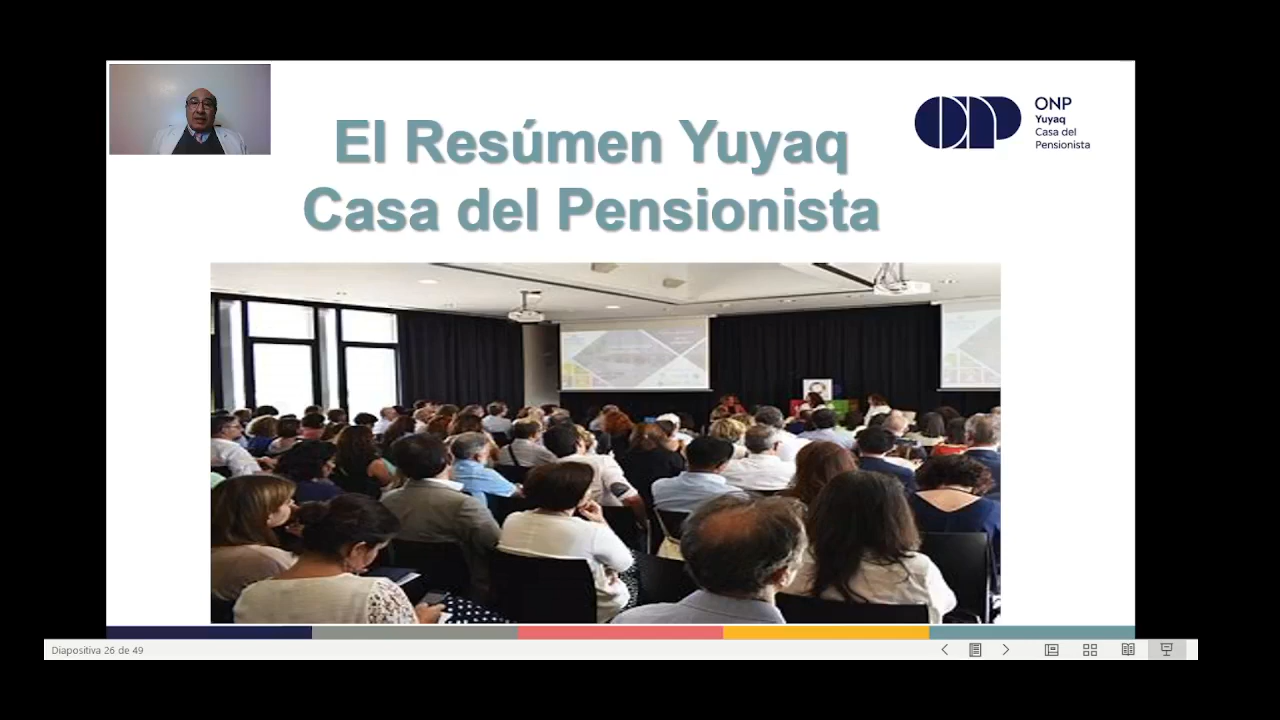 El Resúmen Yuyaq
Casa del Pensionista
ONP
Yuyaq
Casa del
Pensionista
Diapositiva 26 de 49